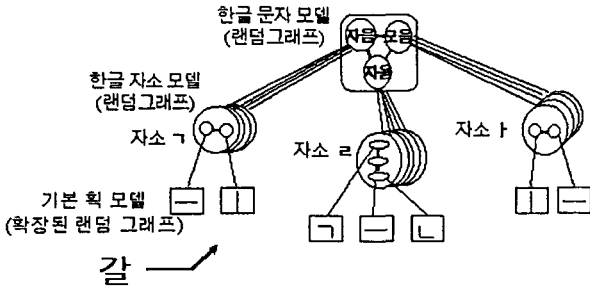 한글 문자 모델
(랜덤그래프)
자음 모음
자음
한글 자소 모델
(랜덤그래프)
자소 ㄱ
자소 ㄹ
자소 ㅏ
기본 획 모델
(확장된 랜덤 그래프)
ㅡ ㅣ
ㄱ ㅡ ㄴ
ㅣ ㅡ
갈